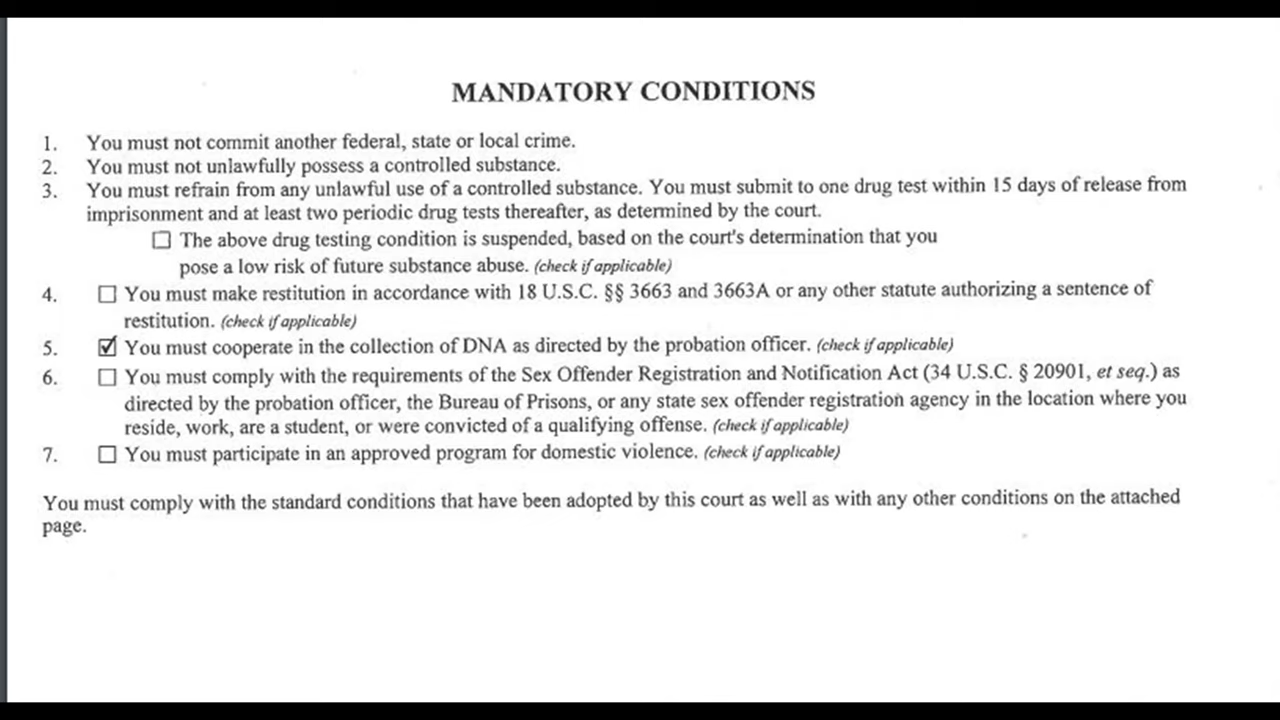 MANDATORY CONDITIONS
1. You must not commit another federal, state or local crime.
2. You must not unlawfully possess a controlled substance.
3. You must refrain from any unlawful use of a controlled substance. You must submit to one drug test within 15 days of release from
imprisonment and at least two periodic drug tests thereafter, as determined by the court.
☐ The above drug testing condition is suspended, based on the court's determination that you
pose a low risk of future substance abuse. (check if applicable)
4. ☐ You must make restitution in accordance with 18 U.S.C. §§ 3663 and 3663A or any other statute authorizing a sentence of
restitution. (check if applicable)
5. ☑ You must cooperate in the collection of DNA as directed by the probation officer. (check if applicable)
6. ☐ You must comply with the requirements of the Sex Offender Registration and Notification Act (34 U.S.C. § 20901, et seq.) as
directed by the probation officer, the Bureau of Prisons, or any state sex offender registration agency in the location where you
reside, work, are a student, or were convicted of a qualifying offense. (check if applicable)
7. ☐ You must participate in an approved program for domestic violence. (check if applicable)
You must comply with the standard conditions that have been adopted by this court as well as with any other conditions on the attached
page.